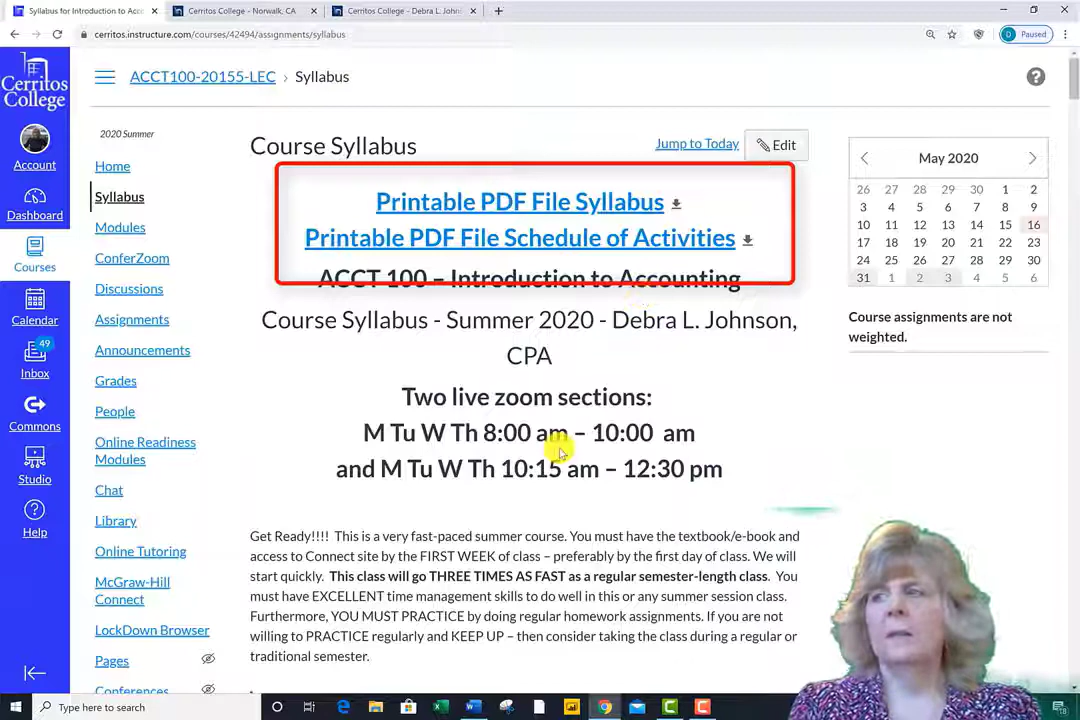 Syllabus for Introduction to Acc
Cerritos College - Norwalk, CA
Cerritos College - Debra L. Johns
cerritos.instructure.com/courses/42494/assignments/syllabus
Paused
Cerritos
College
Account
Dashboard
Courses
Calendar
49
Inbox
Commons
Studio
Help
ACCT100-20155-LEC › Syllabus
2020 Summer
Home
Syllabus
Modules
ConferZoom
Discussions
Assignments
Announcements
Grades
People
Online Readiness
Modules
Chat
Library
Online Tutoring
McGraw-Hill
Connect
LockDown Browser
Pages
Conferences
Course Syllabus
Jump to Today
Edit
Printable PDF File Syllabus
Printable PDF File Schedule of Activities
ACCT 100 – Introduction to Accounting
Course Syllabus - Summer 2020 - Debra L. Johnson,
CPA
Two live zoom sections:
M Tu W Th 8:00 am – 10:00 am
and M Tu W Th 10:15 am – 12:30 pm
Get Ready!!!! This is a very fast-paced summer course. You must have the textbook/e-book and
access to Connect site by the FIRST WEEK of class – preferably by the first day of class. We will
start quickly. This class will go THREE TIMES AS FAST as a regular semester-length class. You
must have EXCELLENT time management skills to do well in this or any summer session class.
Furthermore, YOU MUST PRACTICE by doing regular homework assignments. If you are not
willing to PRACTICE regularly and KEEP UP – then consider taking the class during a regular or
traditional semester.
May 2020
26 27 28 29 30 1 2
3 4 5 6 7 8 9
10 11 12 13 14 15 16
17 18 19 20 21 22 23
24 25 26 27 28 29 30
31 1 2 3 4 5 6
Course assignments are not
weighted.
Type here to search